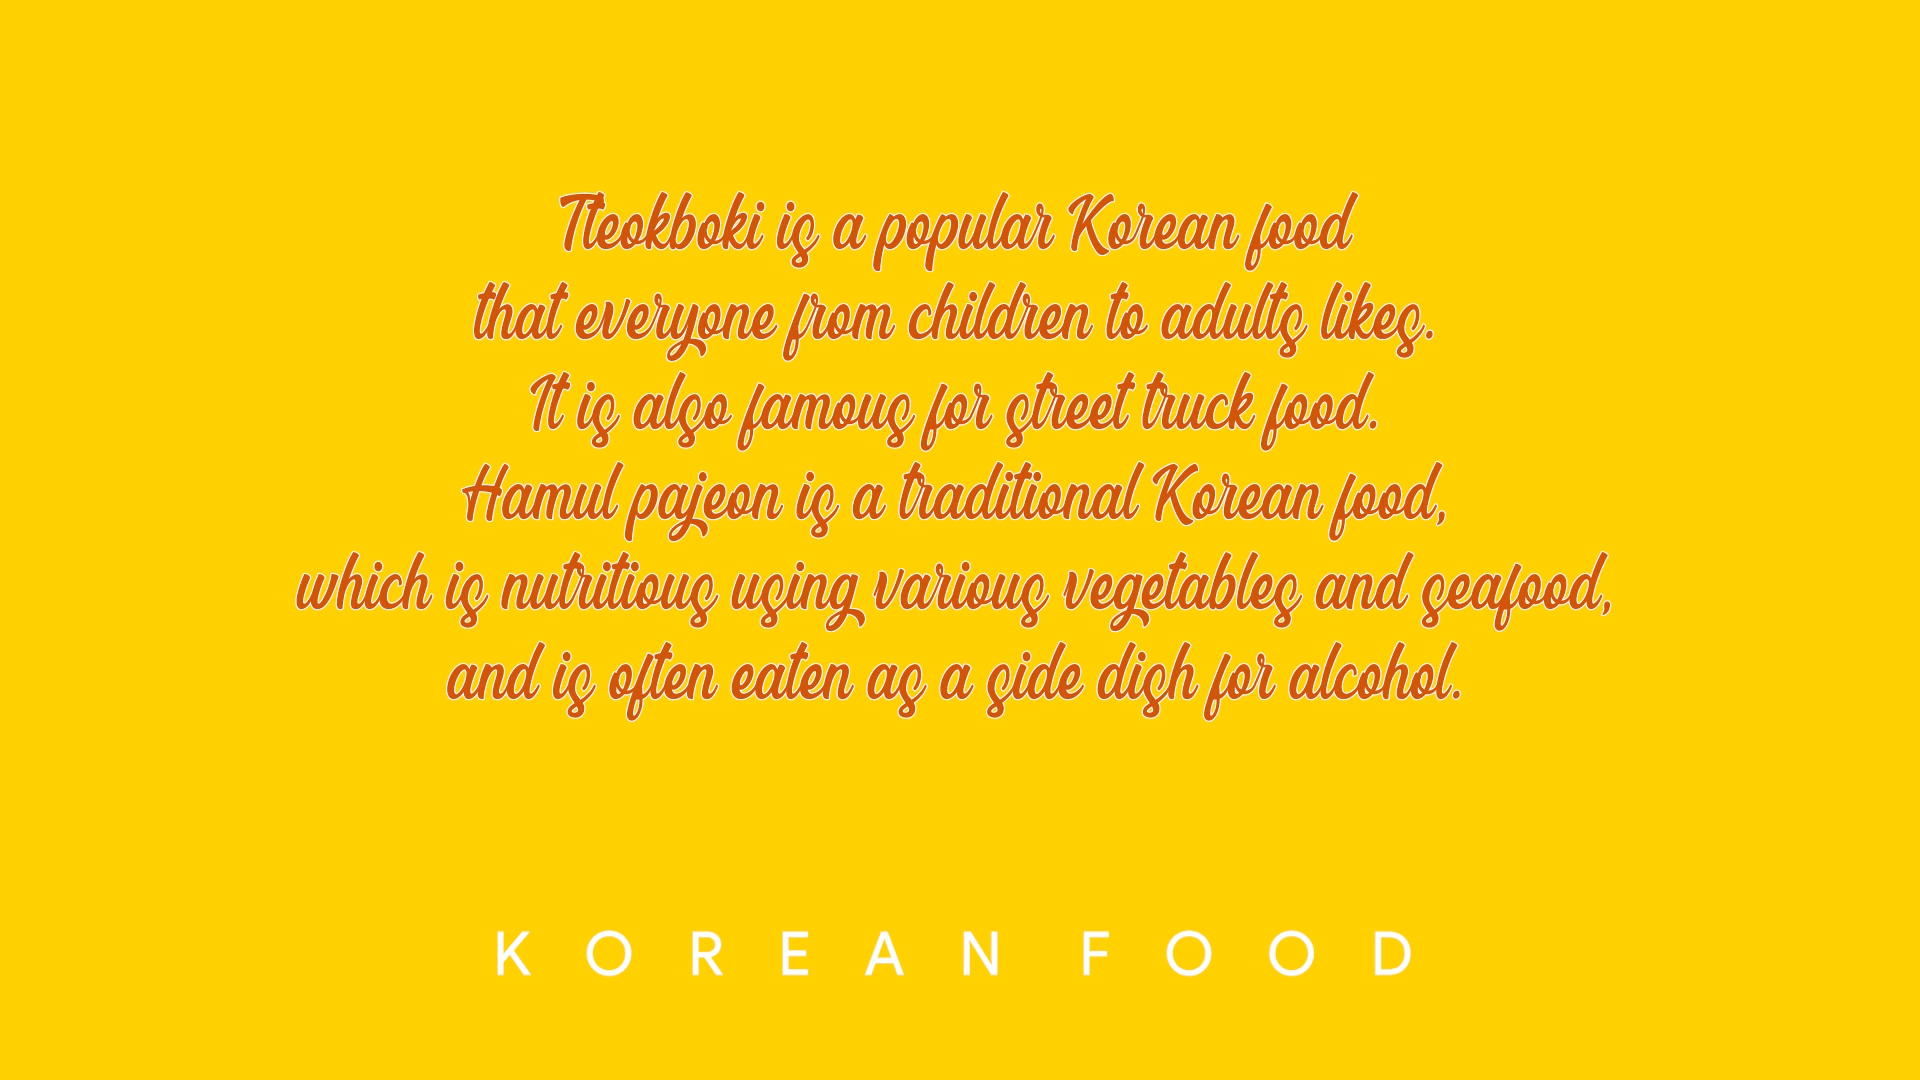 Tteokboki is a popular Korean food
that everyone from children to adults likes.
It is also famous for street truck food.
Hamul pajeon is a traditional Korean food,
which is nutritious using various vegetables and seafood,
and is often eaten as a side dish for alcohol.
KOREAN FOOD